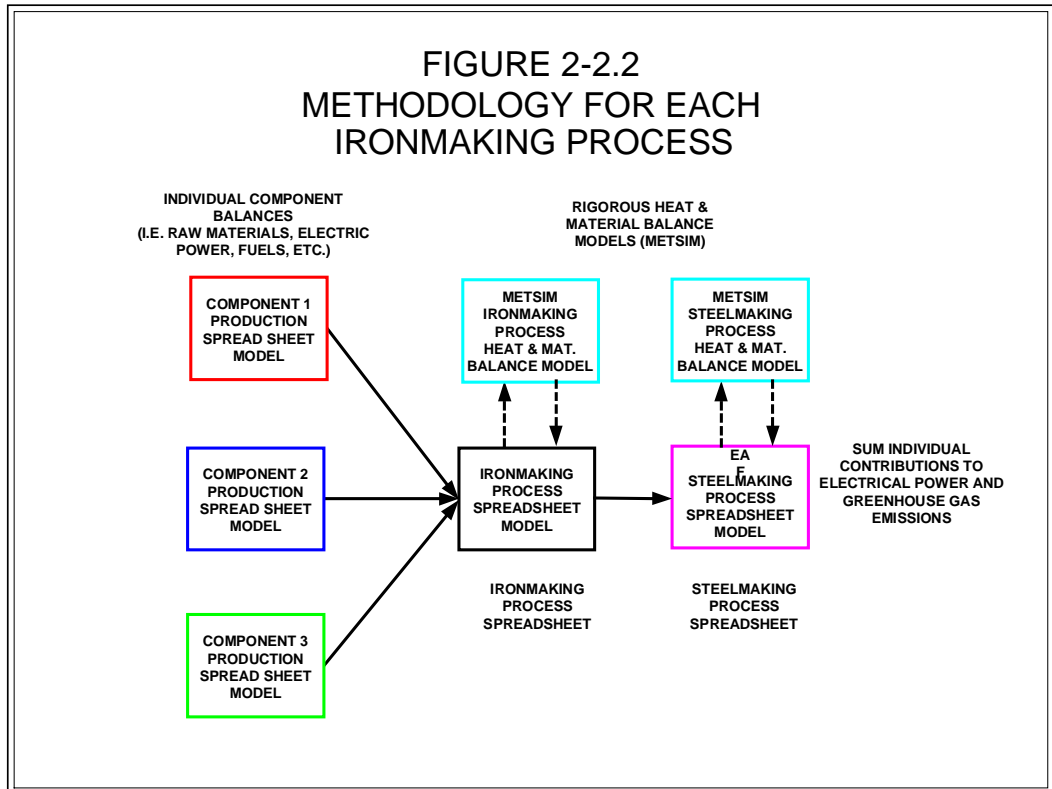 FIGURE 2-2.2
METHODOLOGY FOR EACH
IRONMAKING PROCESS
INDIVIDUAL COMPONENT
BALANCES
(I.E. RAW MATERIALS, ELECTRIC
POWER, FUELS, ETC.)
RIGOROUS HEAT &
MATERIAL BALANCE
MODELS (METSIM)
COMPONENT 1
PRODUCTION
SPREAD SHEET
MODEL
METSIM
IRONMAKING
PROCESS
HEAT & MAT.
BALANCE MODEL
METSIM
STEELMAKING
PROCESS
HEAT & MAT.
BALANCE MODEL
COMPONENT 2
PRODUCTION
SPREAD SHEET
MODEL
IRONMAKING
PROCESS
SPREADSHEET
MODEL
EA
F
STEELMAKING
PROCESS
SPREADSHEET
MODEL
SUM INDIVIDUAL
CONTRIBUTIONS TO
ELECTRICAL POWER AND
GREENHOUSE GAS
EMISSIONS
IRONMAKING
PROCESS
SPREADSHEET
STEELMAKING
PROCESS
SPREADSHEET
COMPONENT 3
PRODUCTION
SPREAD SHEET
MODEL